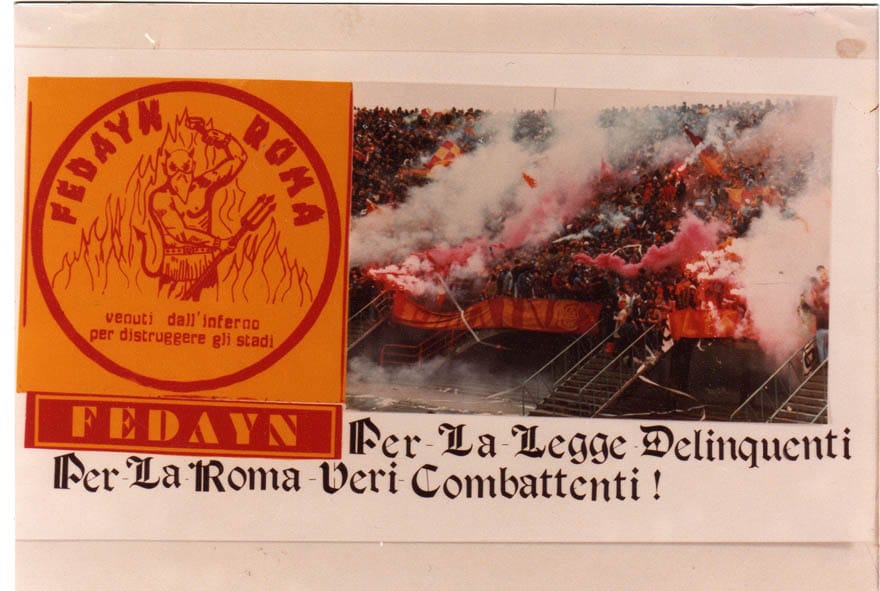 FEDAYN ROMA
venuti dall'inferno
per distruggere gli stadi
FEDAYN
Per-La-Legge-Delinquenti
Per-La-Roma-Veri-Combattenti!